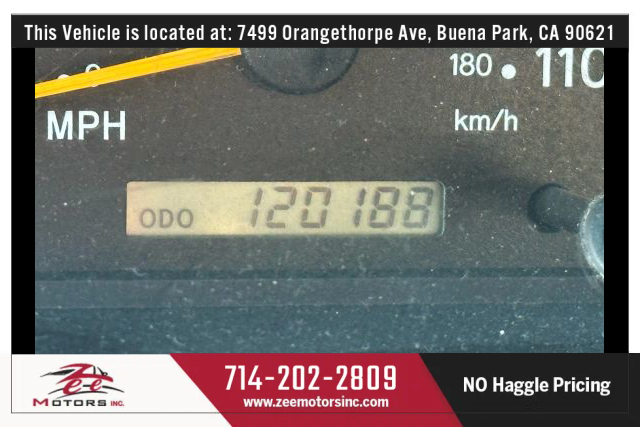 This Vehicle is located at: 7499 Orangethorpe Ave, Buena Park, CA 90621
180 110
MPH km/h
ODO 120188
Zee
MOTORS INC.
714-202-2809
www.zeemotorsinc.com
NO Haggle Pricing